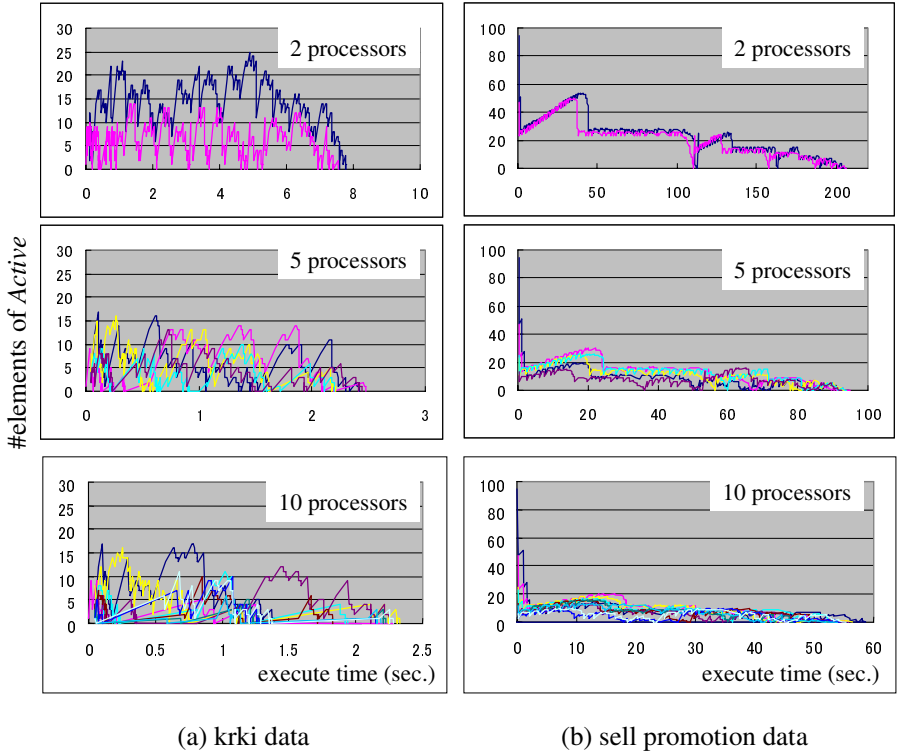 #elements of Active
2 processors
30
25
20
15
10
5
0
0 2 4 6 8 10
2 processors
100
80
60
40
20
0
0 50 100 150 200
5 processors
30
25
20
15
10
5
0
0 1 2 3
5 processors
100
80
60
40
20
0
0 20 40 60 80 100
10 processors
30
25
20
15
10
5
0
0 0.5 1 1.5 2 2.5
execute time (sec.)
10 processors
100
80
60
40
20
0
0 10 20 30 40 50 60
execute time (sec.)
(a) krki data
(b) sell promotion data